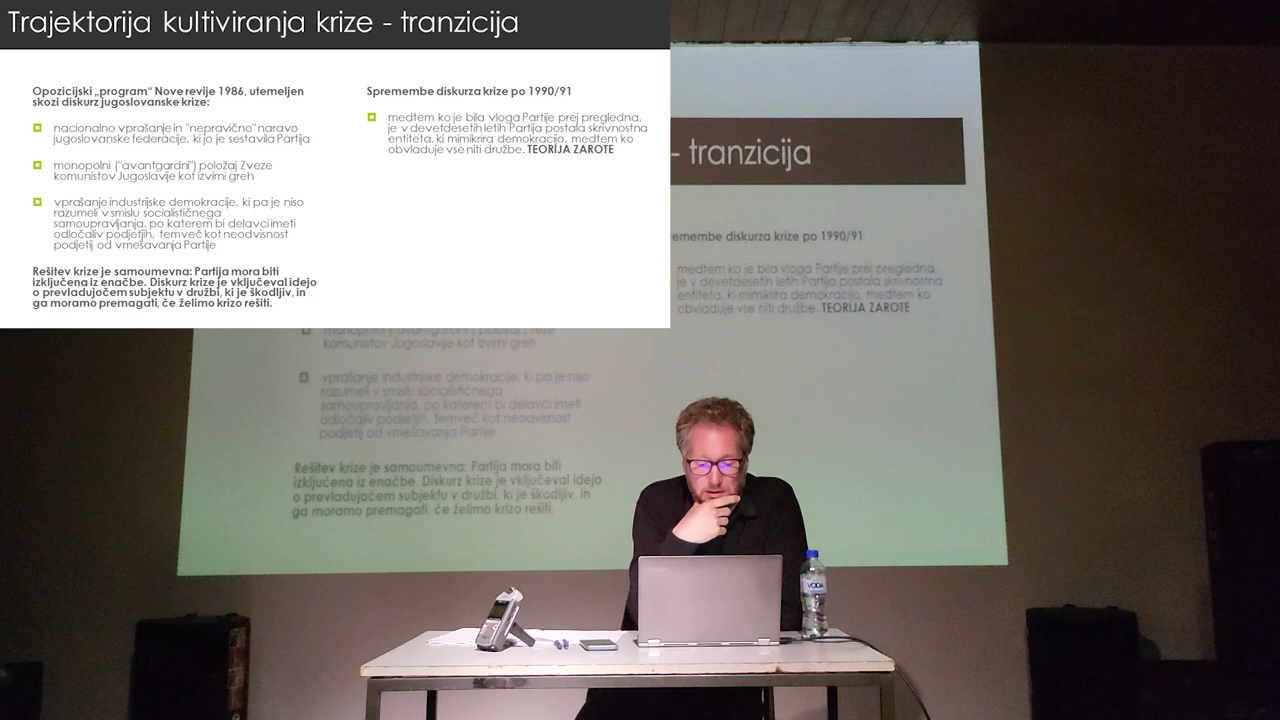 Trajektorija kultiviranja krize - tranzicija
Opozicijski „program“ Nove revije 1986, utemeljen
skozi diskurz jugoslovanske krize:
nacionalno vprašanje in "nepravično" naravo
jugoslovanske federacije, ki jo je sestavila Partija
monopolni ("avantgardni") položaj Zveze
komunistov Jugoslavije kot izvirni greh
vprašanje industrijske demokracije, ki pa je niso
razumeli v smislu socialističnega
samoupravljanja, po katerem bi delavci imeti
odločaliv podjetjih, temveč kot neodvisnost
podjetij od vmešavanja Partije
Rešitev krize je samoumevna: Partija mora biti
izključena iz enačbe. Diskurz krize je vključeval idejo
o prevladujočem subjektu v družbi, ki je škodljiv, in
ga moramo premagati, če želimo krizo rešiti.
Spremembe diskurza krize po 1990/91
medtem ko je bila vloga Partije prej pregledna,
je v devetdesetih letih Partija postala skrivnostna
entiteta, ki mimikrira demokracijo, medtem ko
obvladuje vse niti družbe. TEORIJA ZAROTE
- tranzicija
emembe diskurza krize po 1990/91
medtem ko je bila vloga Partije prej pregledna,
je v devetdesetih letih Partija postala skrivnostna
entiteta, ki mimikrira demokracijo, medtem ko
obvladuje vse niti družbe. TEORIJA ZAROTE
monopolni ("avantgardni") položaj Zveze
komunistov Jugoslavije kot izvirni greh
vprašanje industrijske demokracije, ki pa je niso
razumeli v smislu socialističnega
samoupravljanja, po katerem bi delavci imeti
odločaliv podjetjih, temveč kot neodvisnost
podjetij od vmešavanja Partije
Rešitev krize je samoumevna: Partija mora biti
izključena iz enačbe. Diskurz krize je vključeval idejo
o prevladujočem subjektu v družbi, ki je škodljiv, in
ga moramo premagati, če želimo krizo rešiti.
VODA